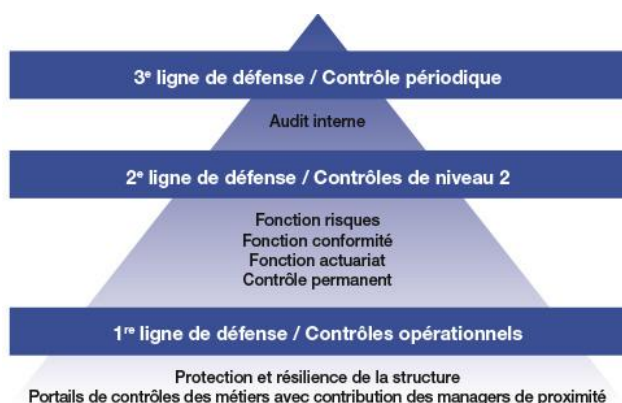 3e ligne de défense / Contrôle périodique
Audit interne
2e ligne de défense / Contrôles de niveau 2
Fonction risques
Fonction conformité
Fonction actuariat
Contrôle permanent
1re ligne de défense / Contrôles opérationnels
Protection et résilience de la structure
Portails de contrôles des métiers avec contribution des managers de proximité